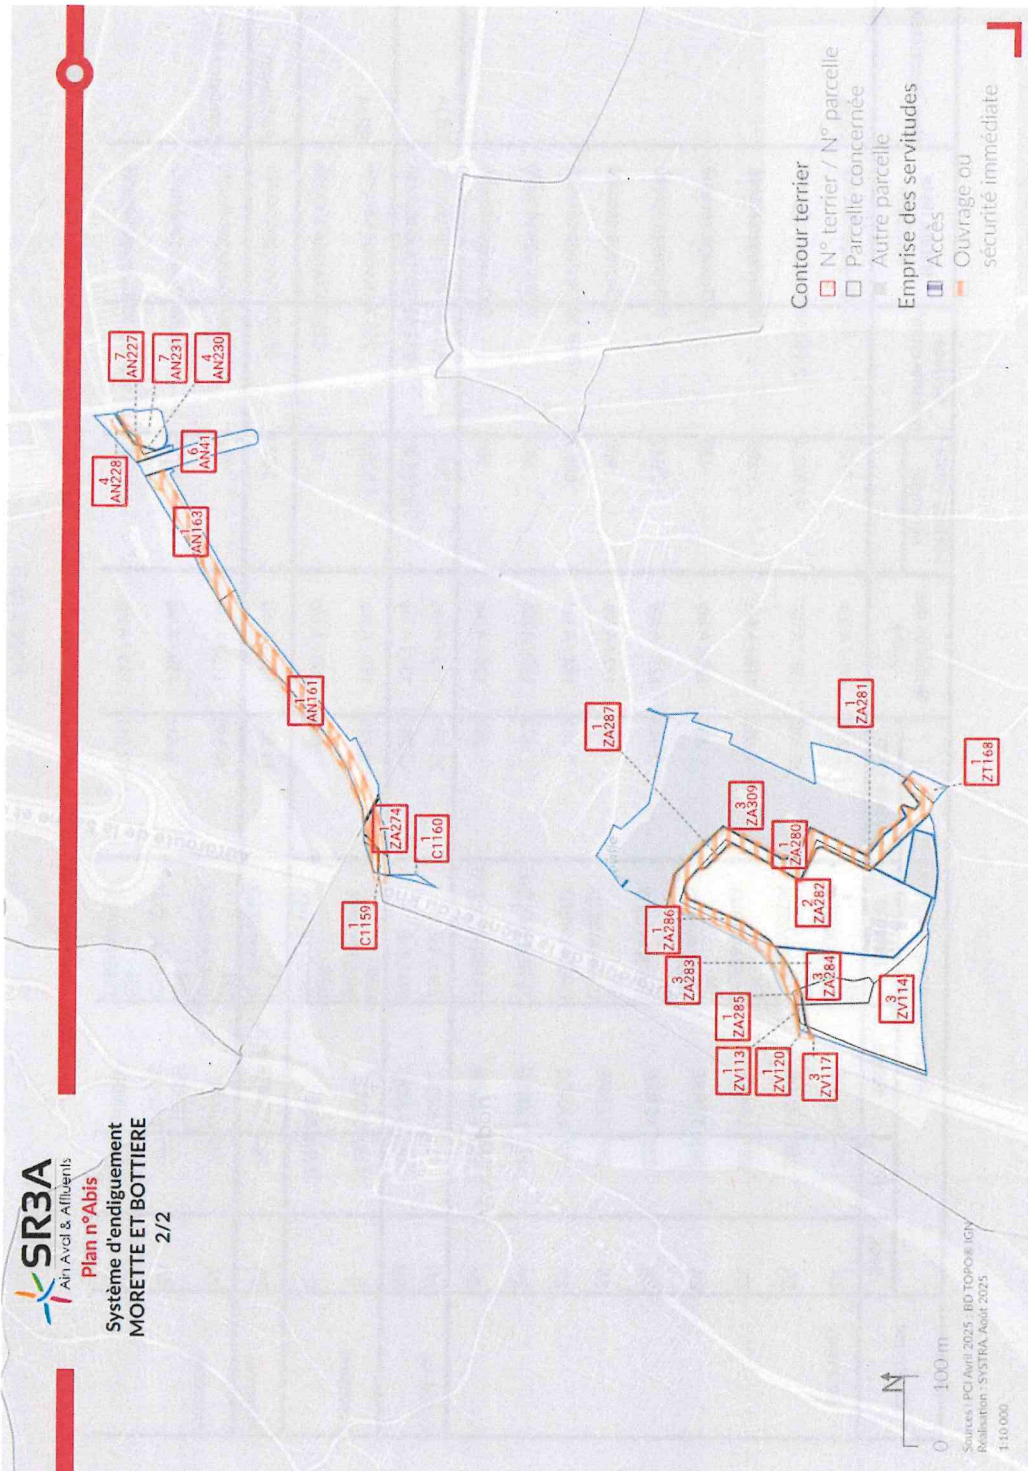 SR3A
Ain Aval & Affluents
Plan n°Abis
Système d'endiguement
MORETTE ET BOTTIERE
2/2
4
AN228
7
AN227
7
AN231
4
AN230
6
AN41
1
AN163
1
AN161
1
ZA274
1
C1160
1
C1159
1
ZA287
3
ZA309
1
ZA280
2
ZA282
1
ZA281
1
ZT168
1
ZA286
3
ZA283
3
ZA284
1
ZA285
3
ZV114
1
ZV113
1
ZV120
3
ZV117
Contour terrier
N° terrier / N° parcelle
Parcelle concernée
Autre parcelle
Emprise des servitudes
Accès
Ouvrage ou
sécurité immédiate
N
0 100 m
Sources : PCI Avril 2025 - BD TOPO® IGN
Réalisation : SYSTRA, Août 2025
1:10 000